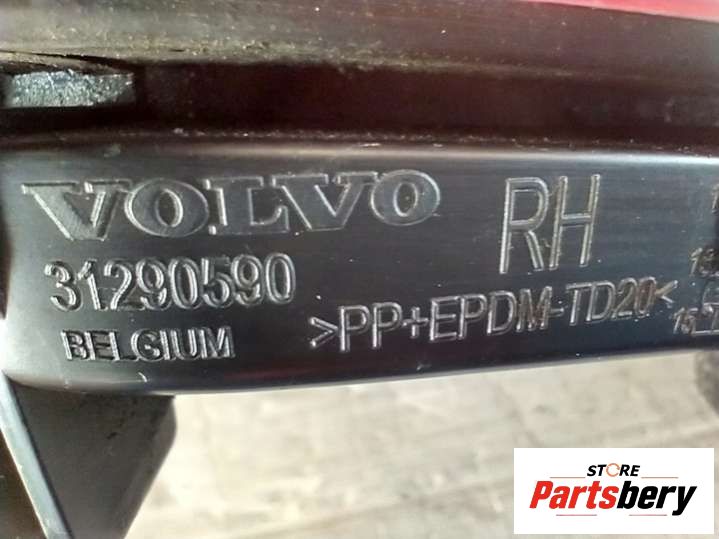 VOLVO
RH
31290590
>PP+EPDM-TD20<
BELGIUM
STORE
Partsbery